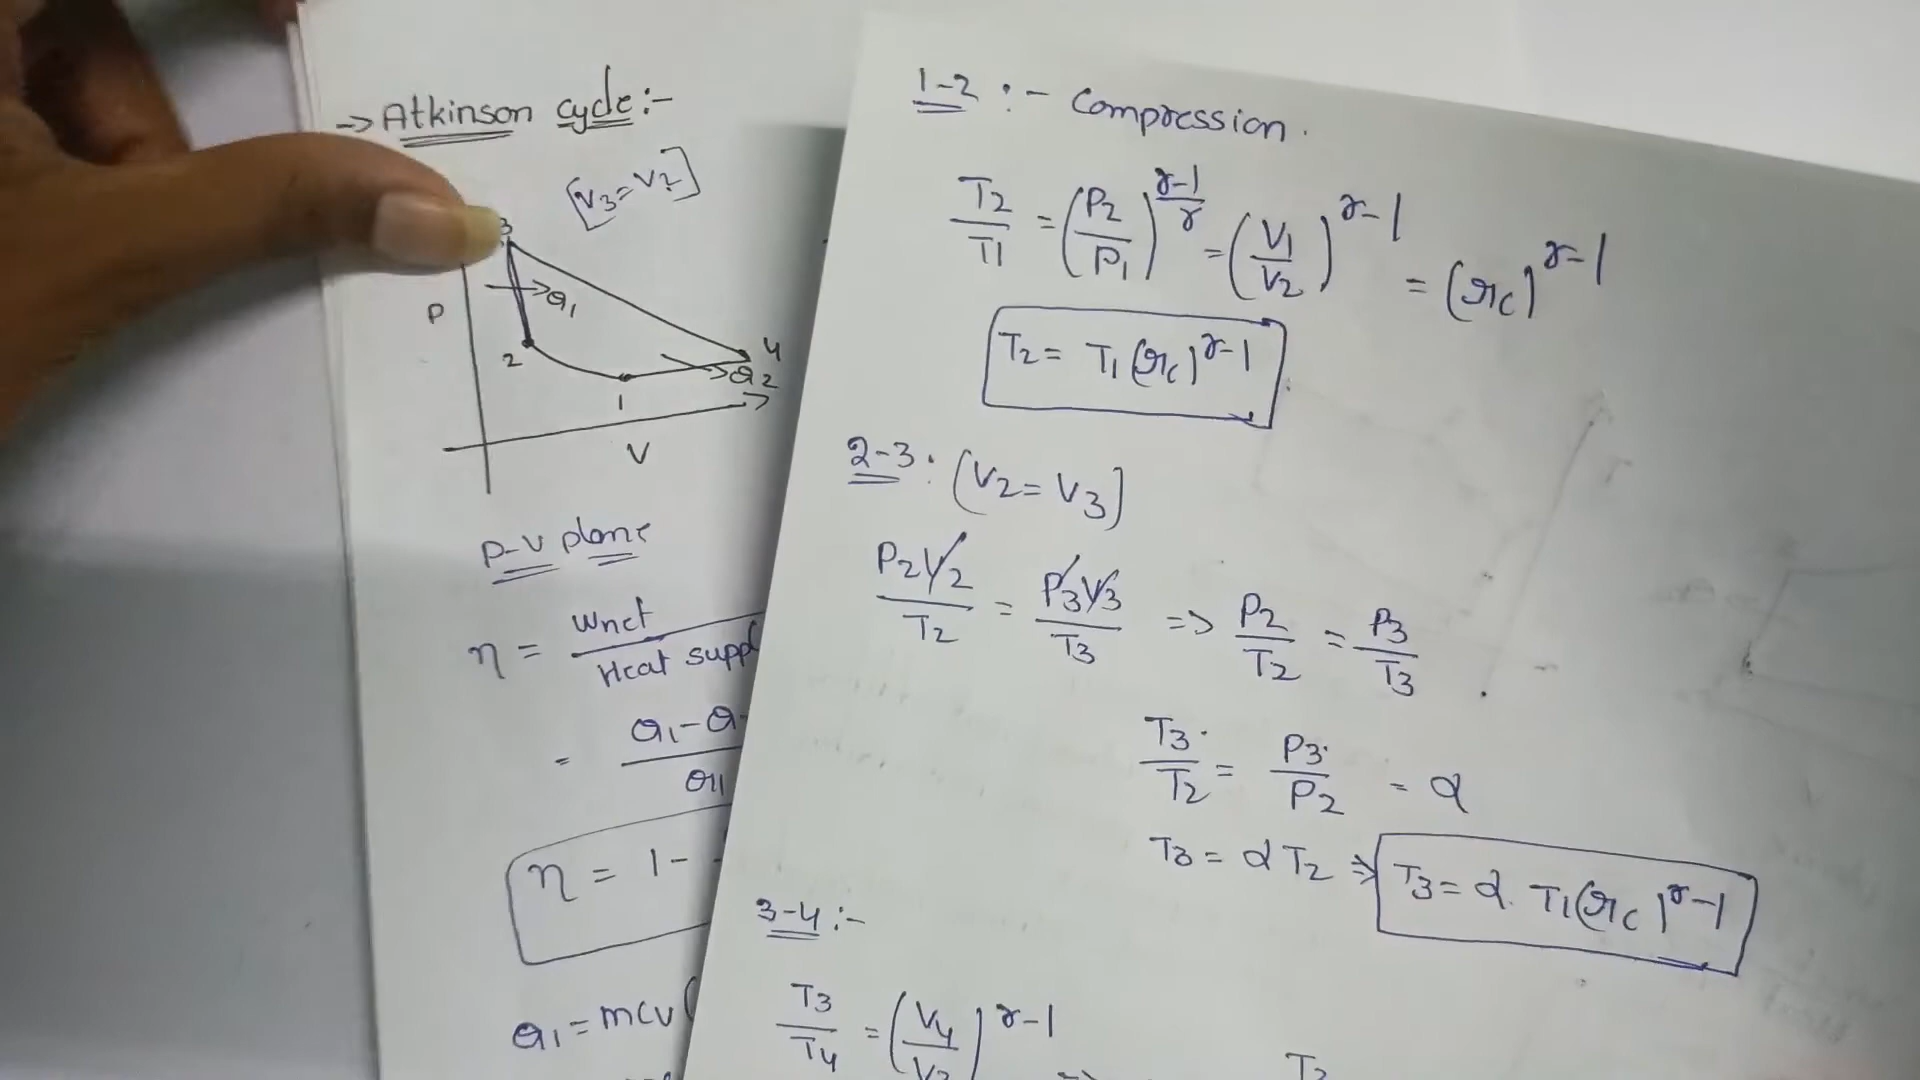 → Atkinson cycle:-
[V3=V2]
3
P
→Q1
2
4
→Q2
1
V
P-V plane
η = Wnet / Heat
= Q1-Q / Q1
η = 1-
Q1 = mCv(
1-2 :- Compression.
T2/T1 = (P2/P1)^(γ-1)/γ = (V1/V2)^γ-1 = (rc)^γ-1
T2 = T1(rc)^γ-1
2-3: (V2=V3)
P2V2/T2 = P3V3/T3 => P2/T2 = P3/T3
T3/T2 = P3/P2 = α
T3 = α T2 => T3 = α. T1(rc)^γ-1
3-4:-
T3/T4 = (V4/V3)^γ-1